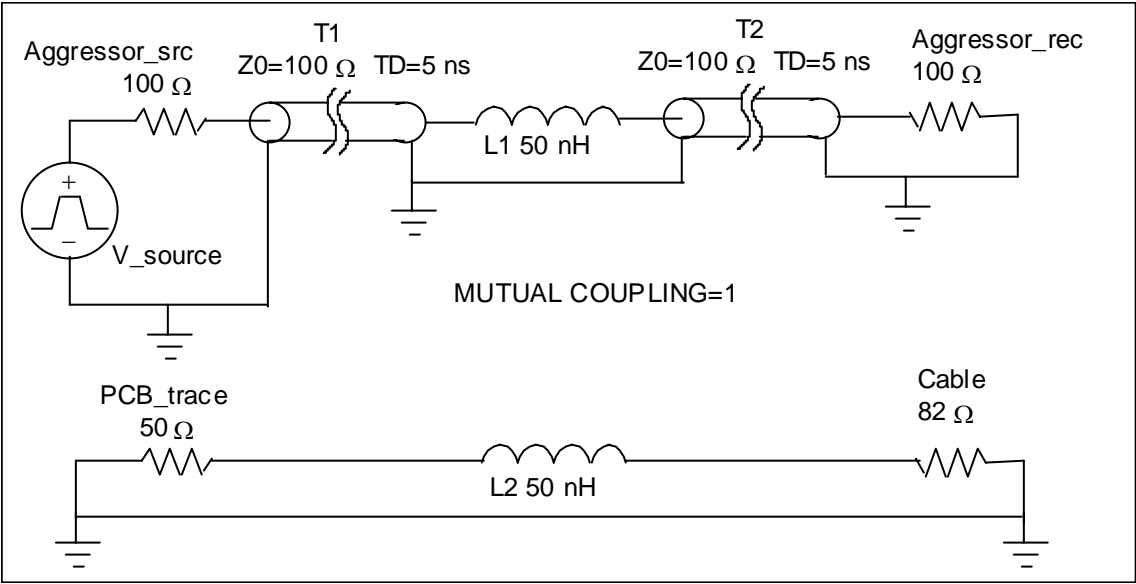 T1
T2
Aggressor_src
100 Ω
Z0=100 Ω TD=5 ns
Z0=100 Ω TD=5 ns
Aggressor_rec
100 Ω
L1 50 nH
+
−
V_source
MUTUAL COUPLING=1
PCB_trace
50 Ω
Cable
82 Ω
L2 50 nH